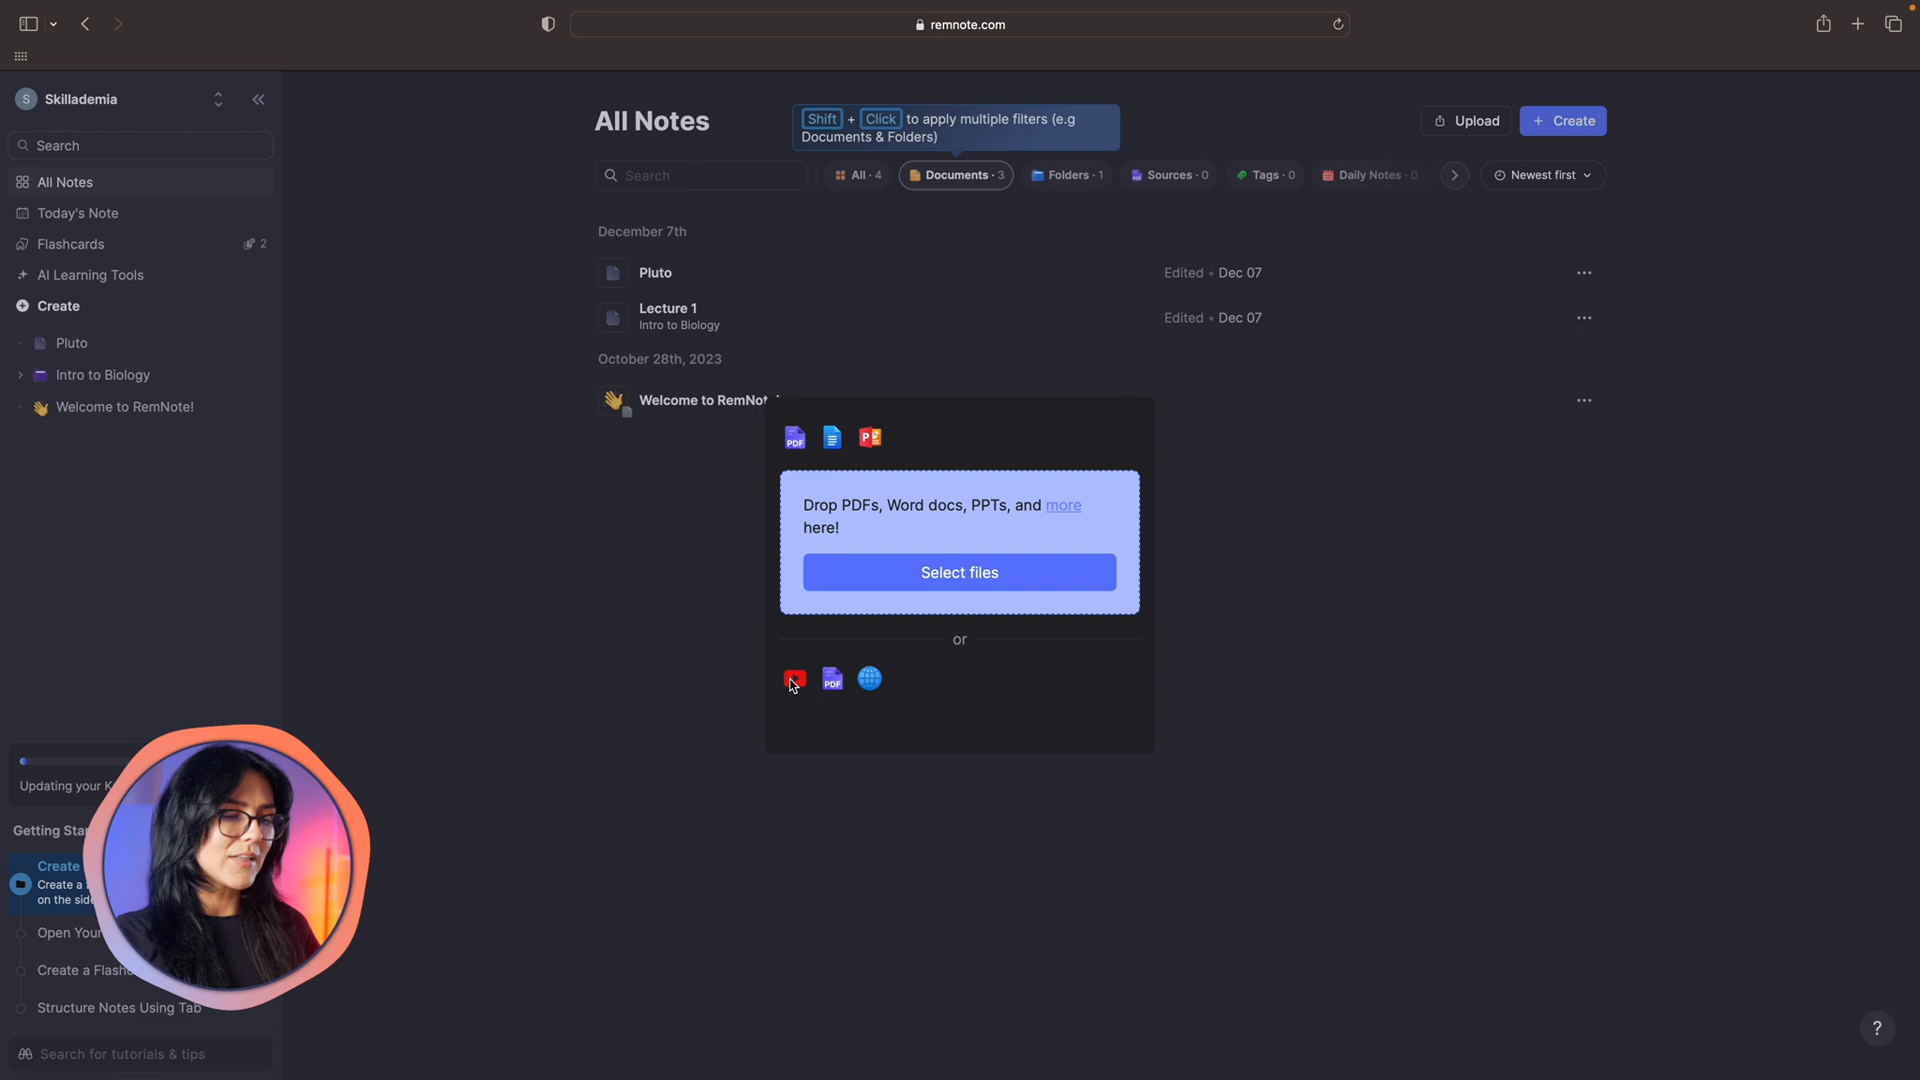 remnote.com
S Skillademia
Search
All Notes
Today's Note
Flashcards 2
AI Learning Tools
Create
Pluto
Intro to Biology
Welcome to RemNote!
Updating your
Getting
Create
Create a
on the
Open Your
Create a
Structure Notes Using Tab
Search for tutorials & tips
All Notes
Shift + Click to apply multiple filters (e.g
Documents & Folders)
Upload
+ Create
Search
All · 4
Documents · 3
Folders · 1
Sources · 0
Tags · 0
Daily Notes · 0
Newest first
December 7th
Pluto
Edited • Dec 07
Lecture 1
Intro to Biology
Edited • Dec 07
October 28th, 2023
Welcome to
PDF
P
Drop PDFs, Word docs, PPTs, and more
here!
Select files
or
PDF
?